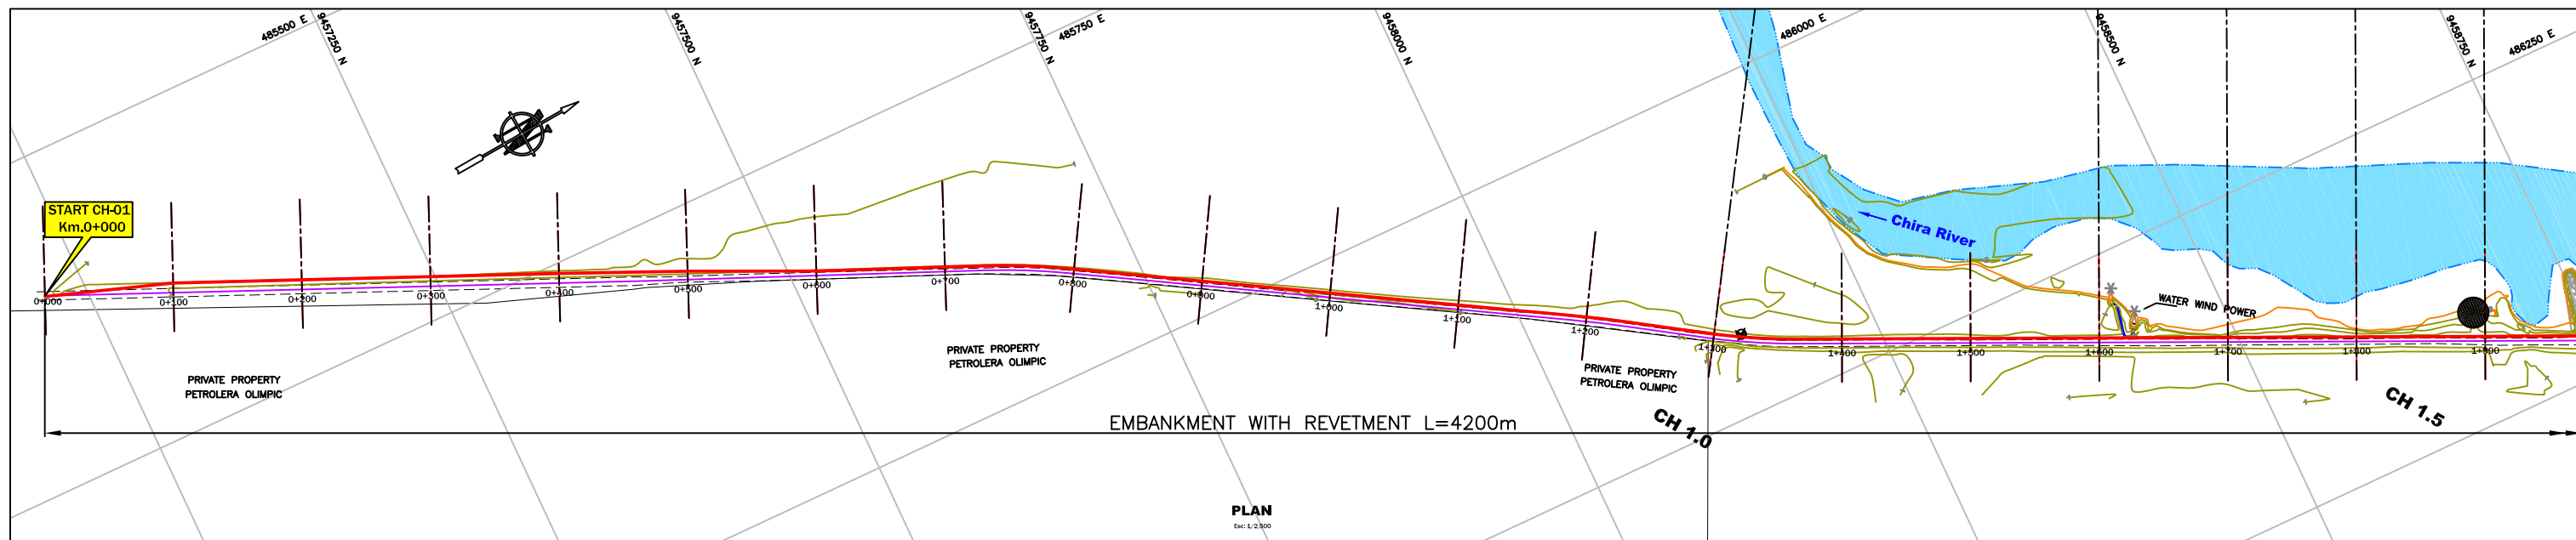 485500 E
9457250 N
9457500 N
9457750 N
485750 E
9458000 N
486000 E
9458500 N
9458750 N
486250 E
START CH-01
Km.0+000
Chira River
WATER WIND POWER
0+000
0+100
0+200
0+300
0+400
0+500
0+600
0+700
0+800
0+900
1+000
1+100
1+200
1+300
1+400
1+500
1+600
1+700
1+800
1+900
PRIVATE PROPERTY
PETROLERA OLIMPIC
PRIVATE PROPERTY
PETROLERA OLIMPIC
PRIVATE PROPERTY
PETROLERA OLIMPIC
EMBANKMENT WITH REVETMENT L=4200m
CH 1.0
CH 1.5
PLAN
Esc: 1/2,500